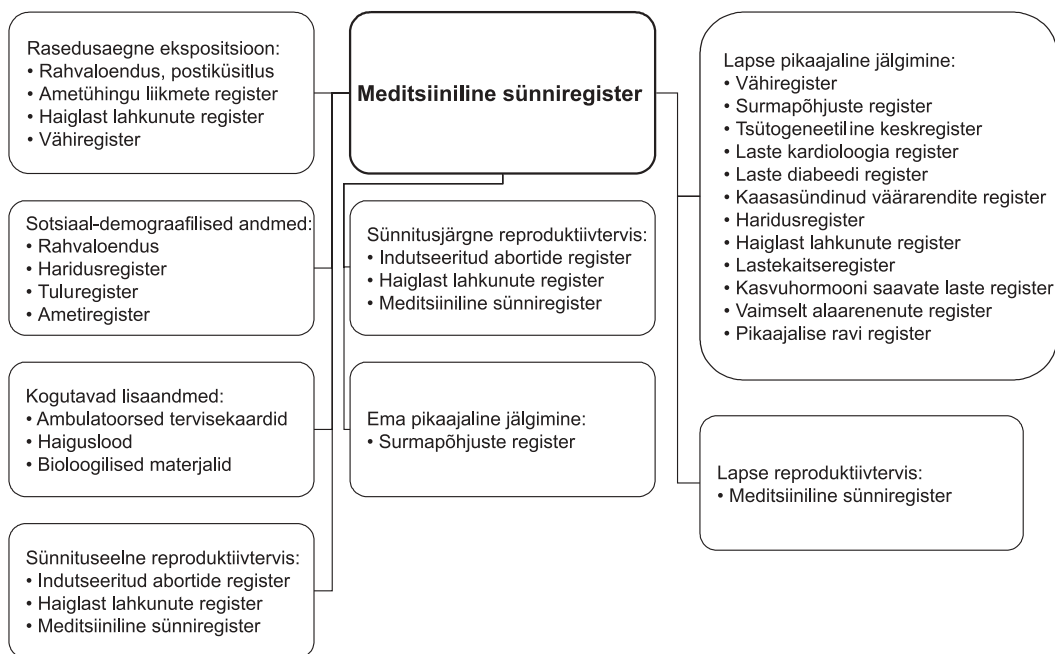 Rasedusaegne ekspositsioon:
• Rahvaloendus, postiküsitlus
• Ametühingu liikmete register
• Haiglast lahkunute register
• Vähiregister
Sotsiaal-demograafilised andmed:
• Rahvaloendus
• Haridusregister
• Tuluregister
• Ametiregister
Kogutavad lisaandmed:
• Ambulatoorsed tervisekaardid
• Haiguslood
• Bioloogilised materjalid
Sünnituseelne reproduktiivtervis:
• Indutseeritud abortide register
• Haiglast lahkunute register
• Meditsiiniline sünniregister
Meditsiiniline sünniregister
Sünnitusjärgne reproduktiivtervis:
• Indutseeritud abortide register
• Haiglast lahkunute register
• Meditsiiniline sünniregister
Ema pikaajaline jälgimine:
• Surmapõhjuste register
Lapse pikaajaline jälgimine:
• Vähiregister
• Surmapõhjuste register
• Tsütogeneetiline keskregister
• Laste kardioloogia register
• Laste diabeedi register
• Kaasasündinud väärarendite register
• Haridusregister
• Haiglast lahkunute register
• Lastekaitseregister
• Kasvuhormooni saavate laste register
• Vaimselt alaarenenute register
• Pikaajalise ravi register
Lapse reproduktiivtervis:
• Meditsiiniline sünniregister